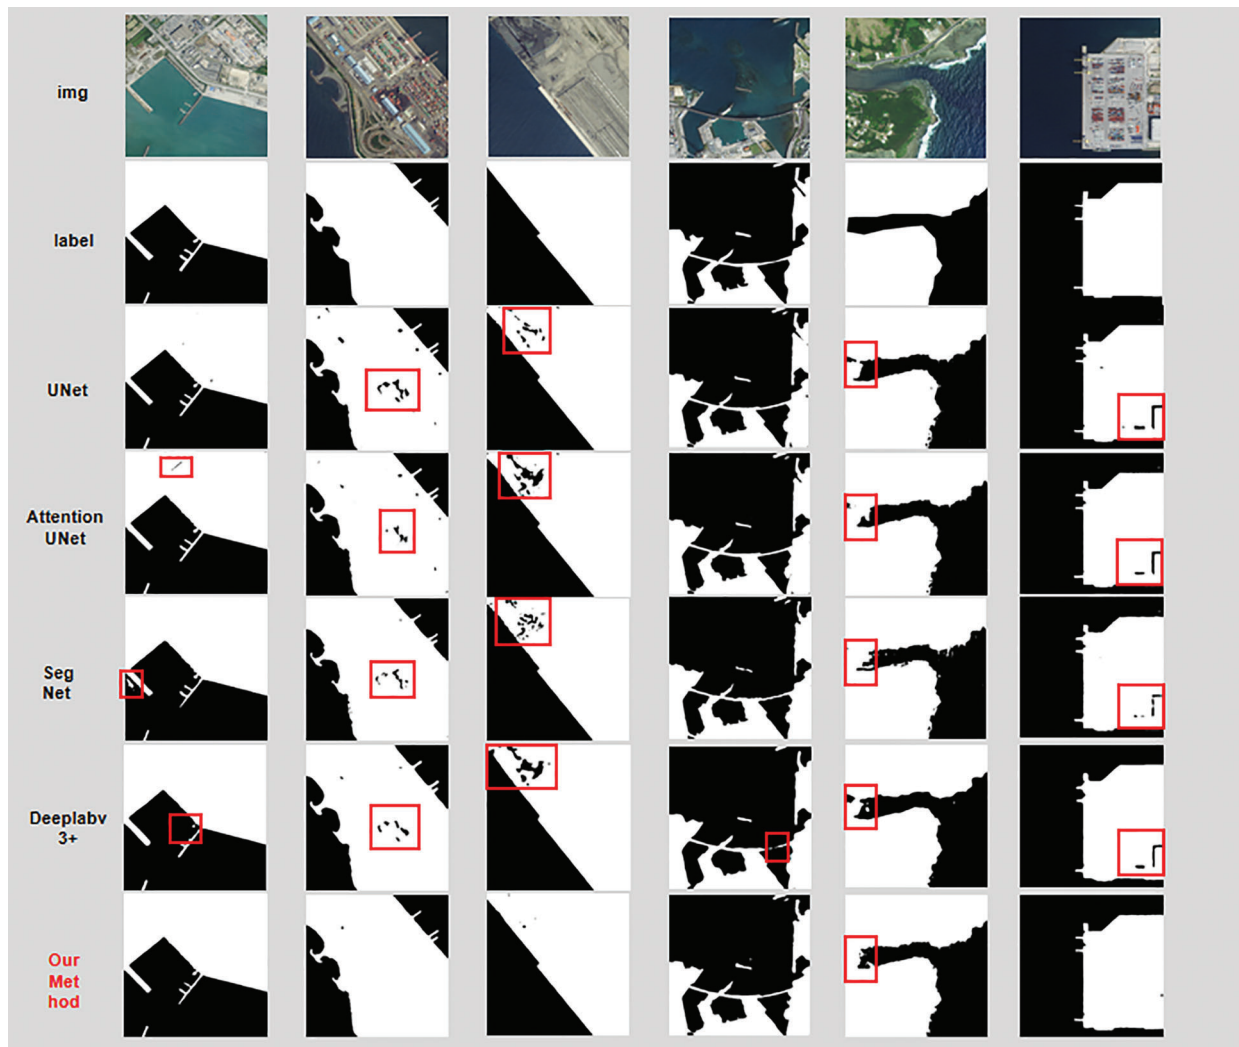 img
label
UNet
Attention
UNet
Seg
Net
Deeplabv
3+
Our
Met
hod